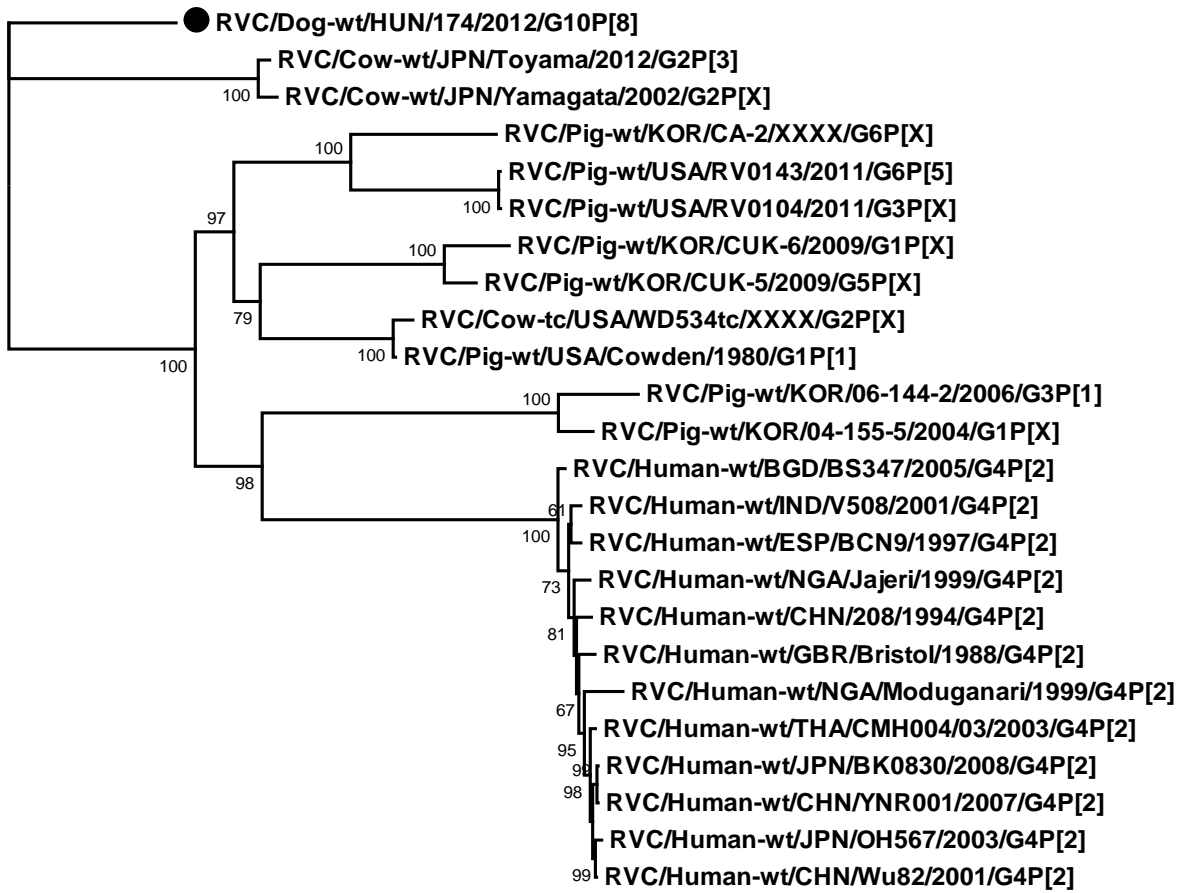 RVC/Dog-wt/HUN/174/2012/G10P[8]
RVC/Cow-wt/JPN/Toyama/2012/G2P[3]
100
RVC/Cow-wt/JPN/Yamagata/2002/G2P[X]
RVC/Pig-wt/KOR/CA-2/XXXX/G6P[X]
100
RVC/Pig-wt/USA/RV0143/2011/G6P[5]
100
RVC/Pig-wt/USA/RV0104/2011/G3P[X]
97
RVC/Pig-wt/KOR/CUK-6/2009/G1P[X]
100
RVC/Pig-wt/KOR/CUK-5/2009/G5P[X]
79
RVC/Cow-tc/USA/WD534tc/XXXX/G2P[X]
100
RVC/Pig-wt/USA/Cowden/1980/G1P[1]
100
RVC/Pig-wt/KOR/06-144-2/2006/G3P[1]
100
RVC/Pig-wt/KOR/04-155-5/2004/G1P[X]
98
RVC/Human-wt/BGD/BS347/2005/G4P[2]
61
RVC/Human-wt/IND/V508/2001/G4P[2]
100
RVC/Human-wt/ESP/BCN9/1997/G4P[2]
73
RVC/Human-wt/NGA/Jajeri/1999/G4P[2]
RVC/Human-wt/CHN/208/1994/G4P[2]
81
RVC/Human-wt/GBR/Bristol/1988/G4P[2]
RVC/Human-wt/NGA/Moduganari/1999/G4P[2]
67
RVC/Human-wt/THA/CMH004/03/2003/G4P[2]
95
RVC/Human-wt/JPN/BK0830/2008/G4P[2]
98
RVC/Human-wt/CHN/YNR001/2007/G4P[2]
RVC/Human-wt/JPN/OH567/2003/G4P[2]
99
RVC/Human-wt/CHN/Wu82/2001/G4P[2]